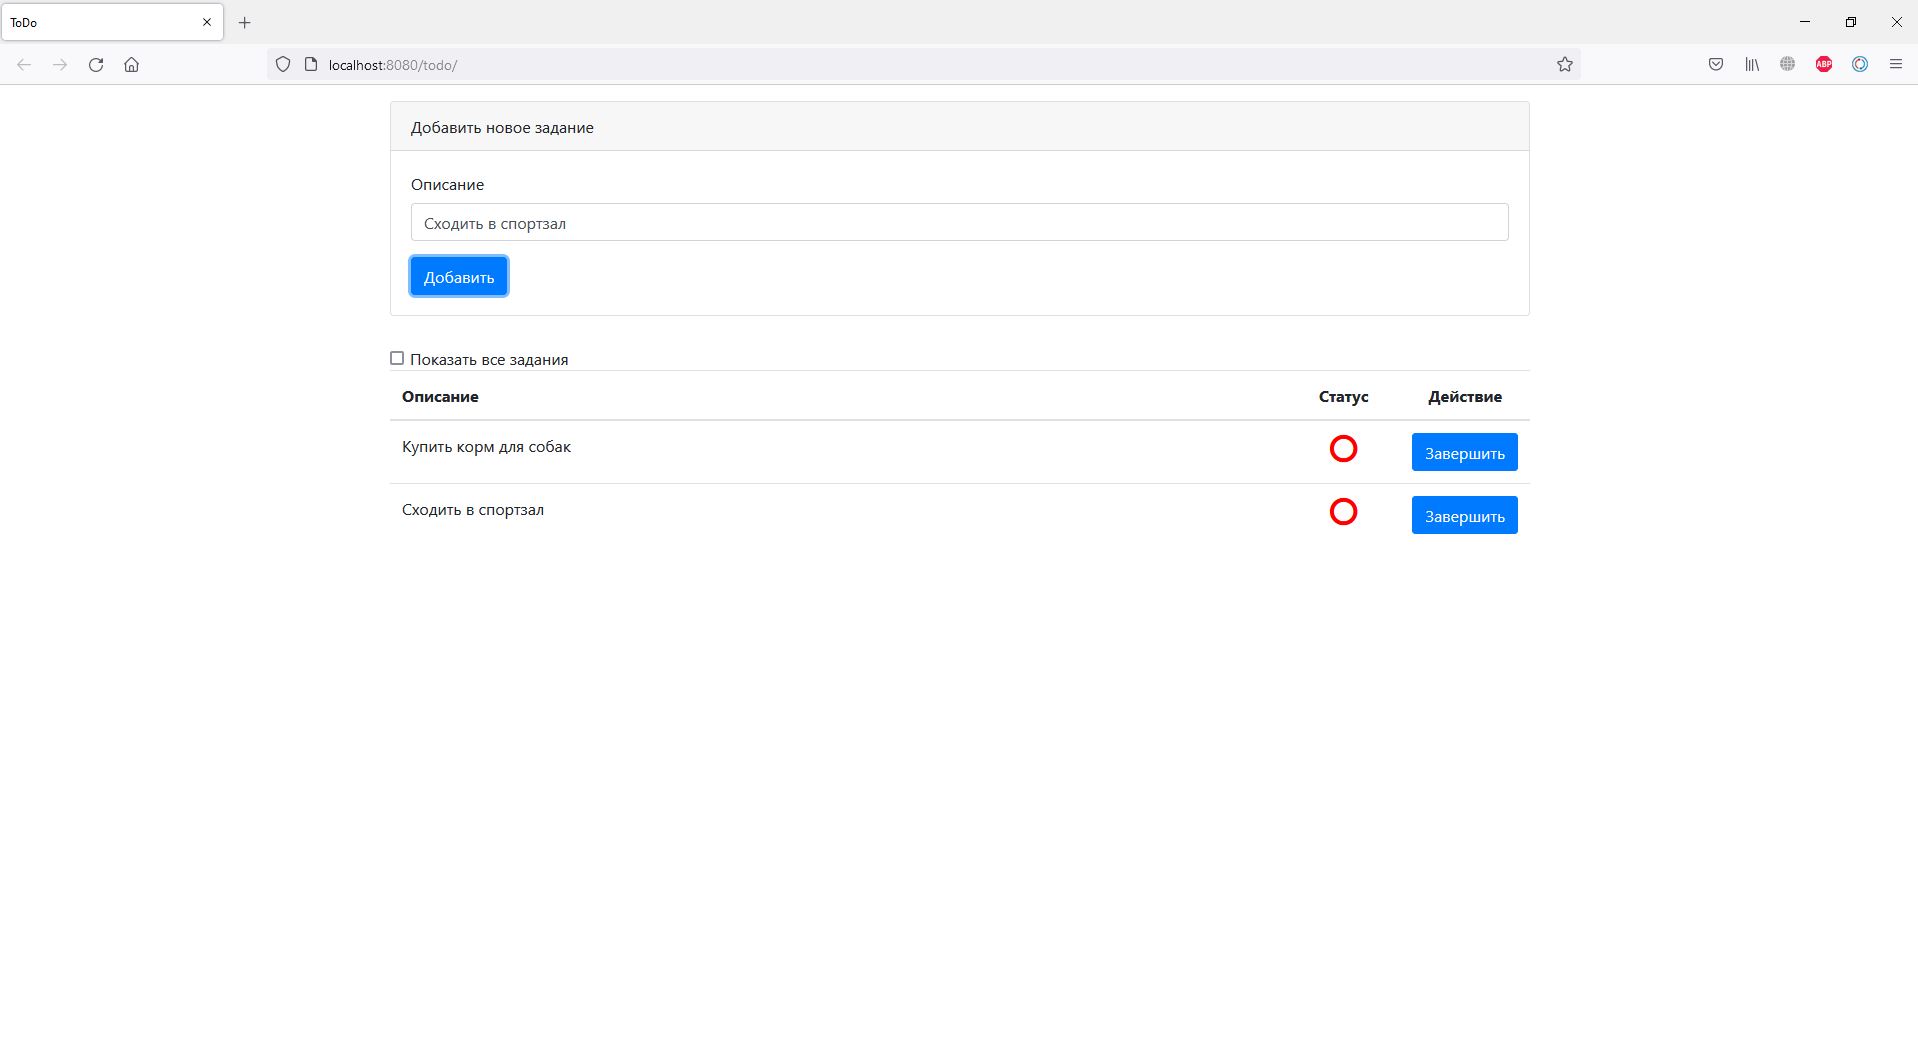 ToDo
localhost:8080/todo/
ABP
Добавить новое задание
Описание
Сходить в спортзал
Добавить
Показать все задания
Описание Статус Действие
Купить корм для собак Завершить
Сходить в спортзал Завершить